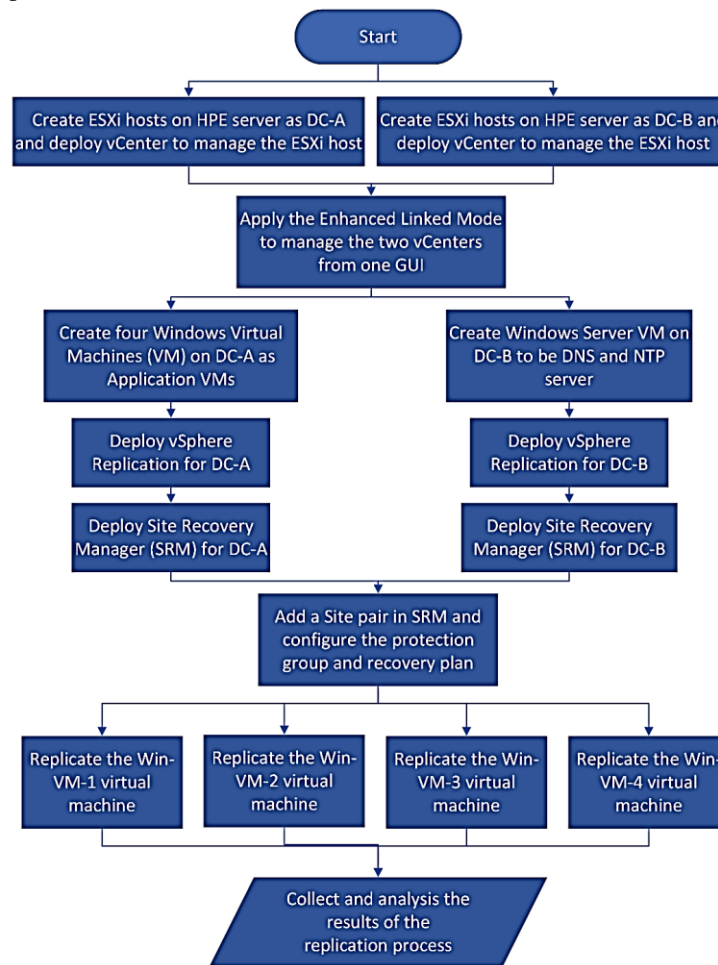 Start
Create ESXi hosts on HPE server as DC-A
and deploy vCenter to manage the ESXi host
Create ESXi hosts on HPE server as DC-B and
deploy vCenter to manage the ESXi host
Apply the Enhanced Linked Mode
to manage the two vCenters
from one GUI
Create four Windows Virtual
Machines (VM) on DC-A as
Application VMs
Create Windows Server VM on
DC-B to be DNS and NTP
server
Deploy vSphere
Replication for DC-A
Deploy vSphere
Replication for DC-B
Deploy Site Recovery
Manager (SRM) for DC-A
Deploy Site Recovery
Manager (SRM) for DC-B
Add a Site pair in SRM and
configure the protection
group and recovery plan
Replicate the Win-
VM-1 virtual
machine
Replicate the Win-
VM-2 virtual
machine
Replicate the Win-
VM-3 virtual
machine
Replicate the Win-
VM-4 virtual
machine
Collect and analysis the
results of the
replication process